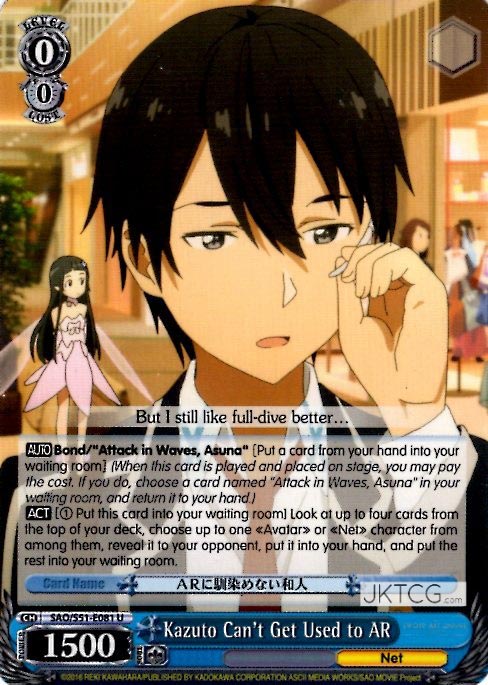 LEVEL
0
0
COST
But I still like full-dive better…
AUTO Bond/"Attack in Waves, Asuna" [Put a card from your hand into your
waiting room] (When this card is played and placed on stage, you may pay
the cost. If you do, choose a card named "Attack in Waves, Asuna" in your
waiting room, and return it to your hand.)
ACT [① Put this card into your waiting room] Look at up to four cards from
the top of your deck, choose up to one «Avatar» or «Net» character from
among them, reveal it to your opponent, put it into your hand, and put the
rest into your waiting room.
Card Name
ARに馴染めない和人
JKTCG.com
CH SAO/S51-E081 U
POWER
1500
Kazuto Can't Get Used to AR
Net
©2016 REKI KAWAHARA/PUBLISHED BY KADOKAWA CORPORATION ASCII MEDIA WORKS/SAO MOVIE Project